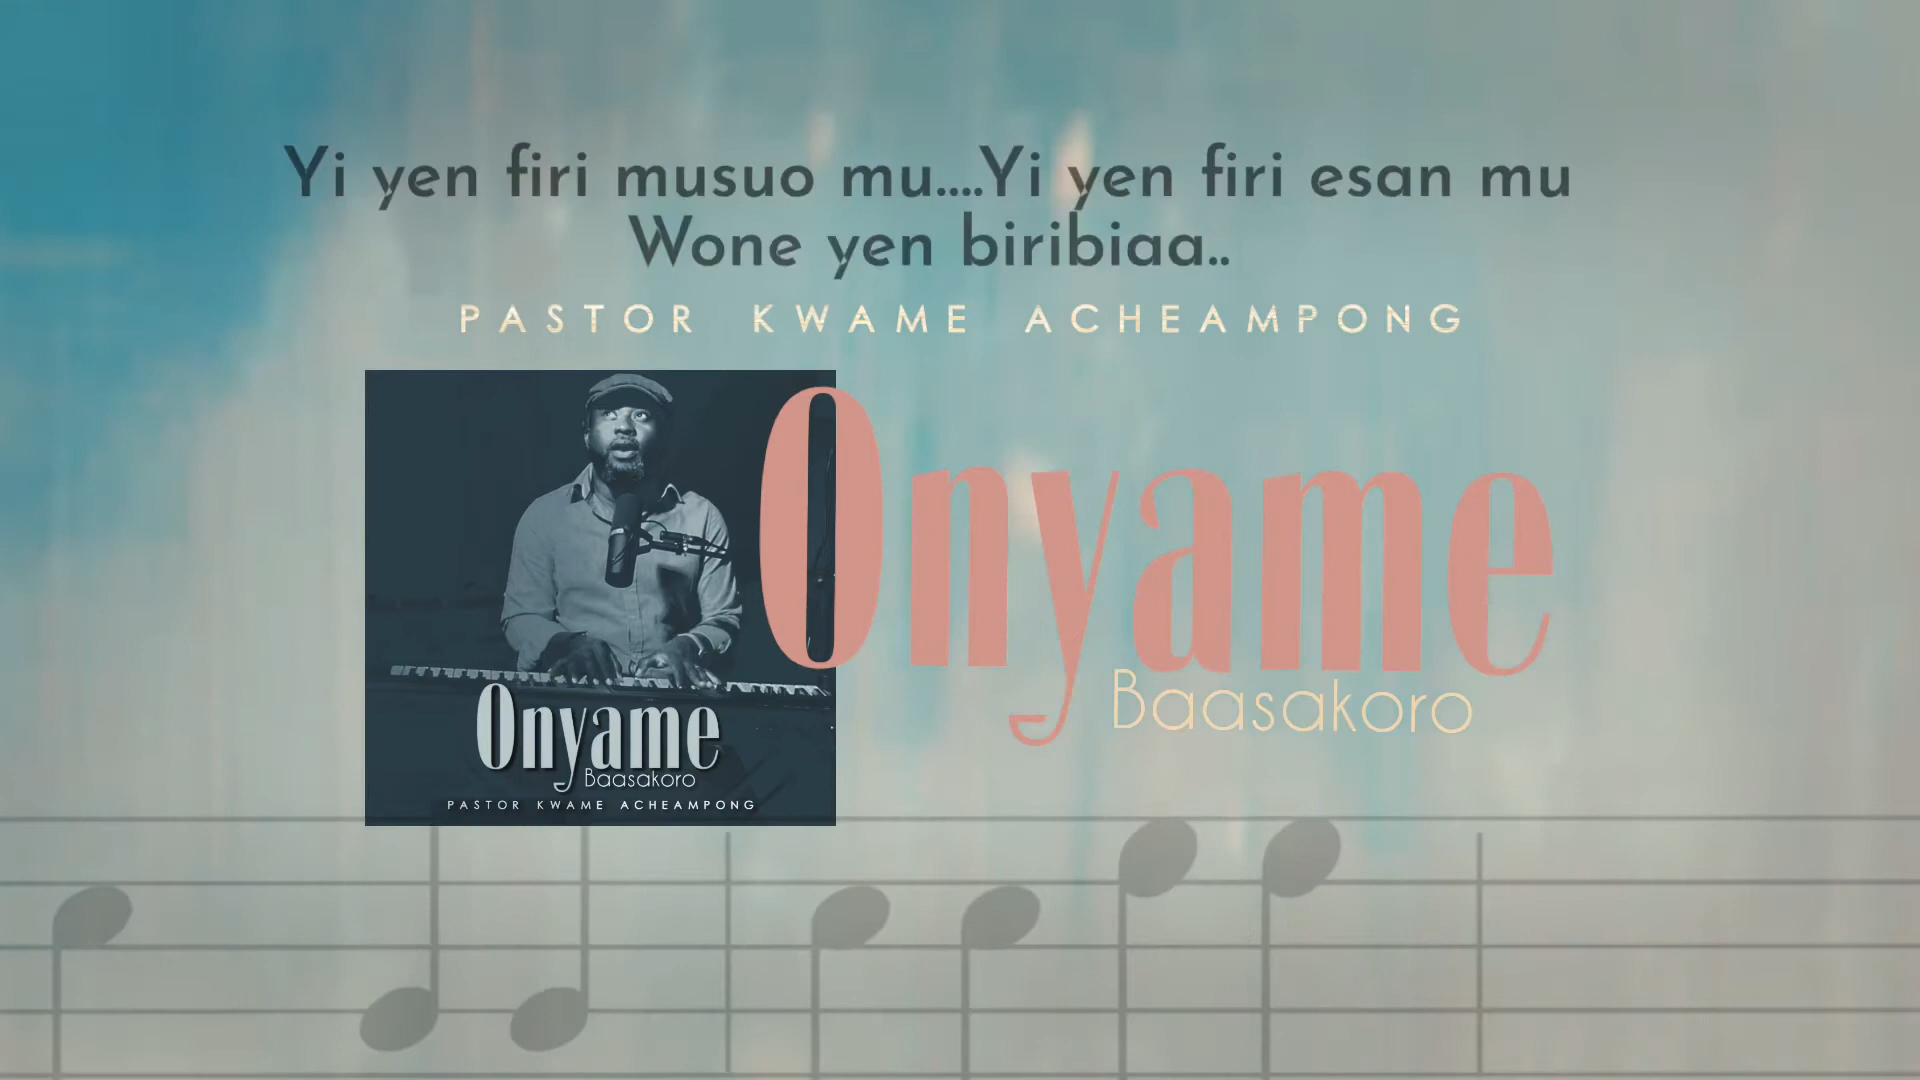 Yi yen firi musuo mu....Yi yen firi esan mu
Wone yen biribiaa..
PASTOR KWAME ACHEAMPONG
Onyame
Baasakoro
Onyame
Baasakoro
PASTOR KWAME ACHEAMPONG